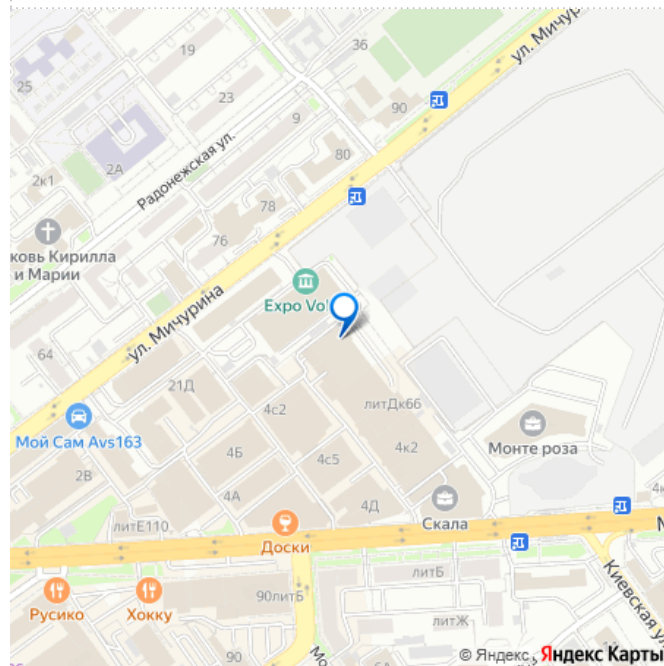 19
36
ул. Мичурина
25
23
90
9
2А
Радонежская ул.
80
2к1
78
ковь Кирилла
и Марии
76
Expo Vol
ул. Мичурина
64
21Д
4с2
литДк66
Мой Сам Avs163
4Б
4с5
4к2
Монте роза
2В
4А
4Д
Скала
литЕ110
Доски
литБ
Киевская ул.
Русико
Хокку
90литБ
литЖ
90
© Яндекс
Яндекс Карты